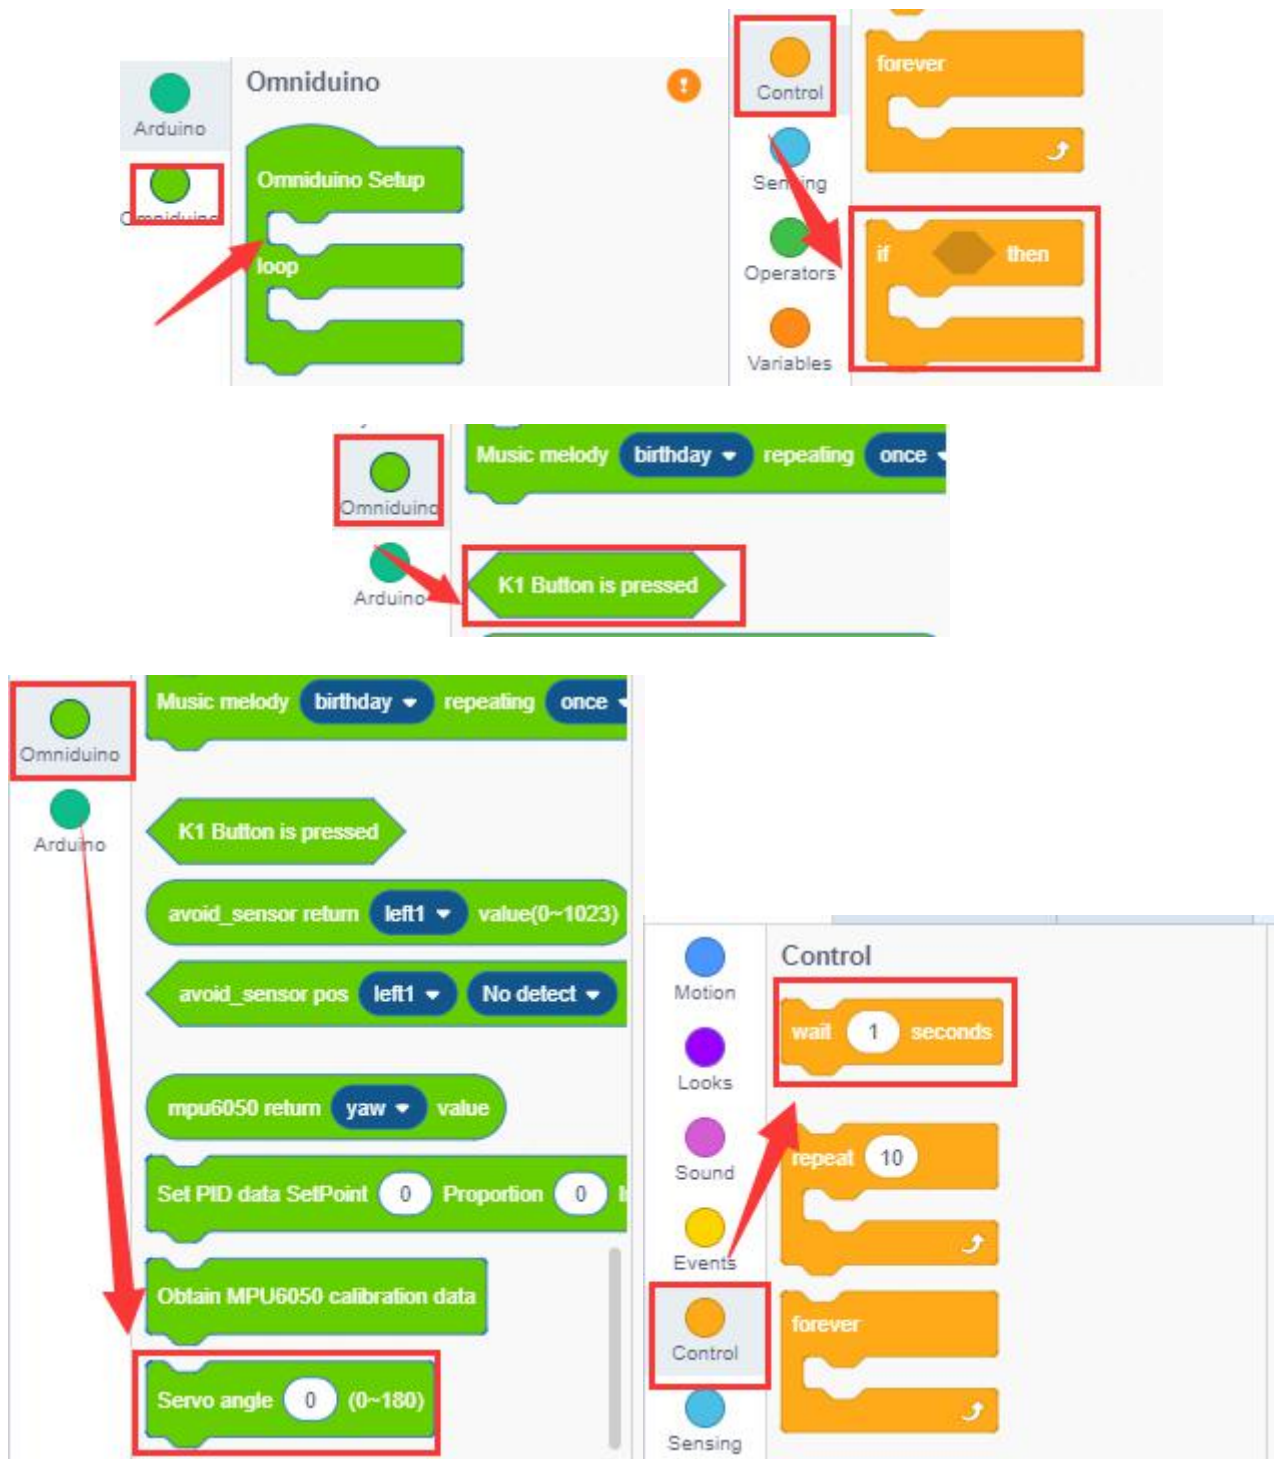 Omniduino
!
Arduino
Omniduino Setup
Omniduino
loop
Control
forever
Sensing
Operators
if then
Variables
Music melody birthday repeating once
Omniduino
K1 Button is pressed
Arduino
Music melody birthday repeating once
Omniduino
K1 Button is pressed
Arduino
avoid_sensor return left1 value(0~1023)
avoid_sensor pos left1 No detect
mpu6050 return yaw value
Set PID data SetPoint 0 Proportion 0
Obtain MPU6050 calibration data
Servo angle 0 (0~180)
Control
Motion
wait 1 seconds
Looks
Sound
repeat 10
Events
Control
forever
Sensing